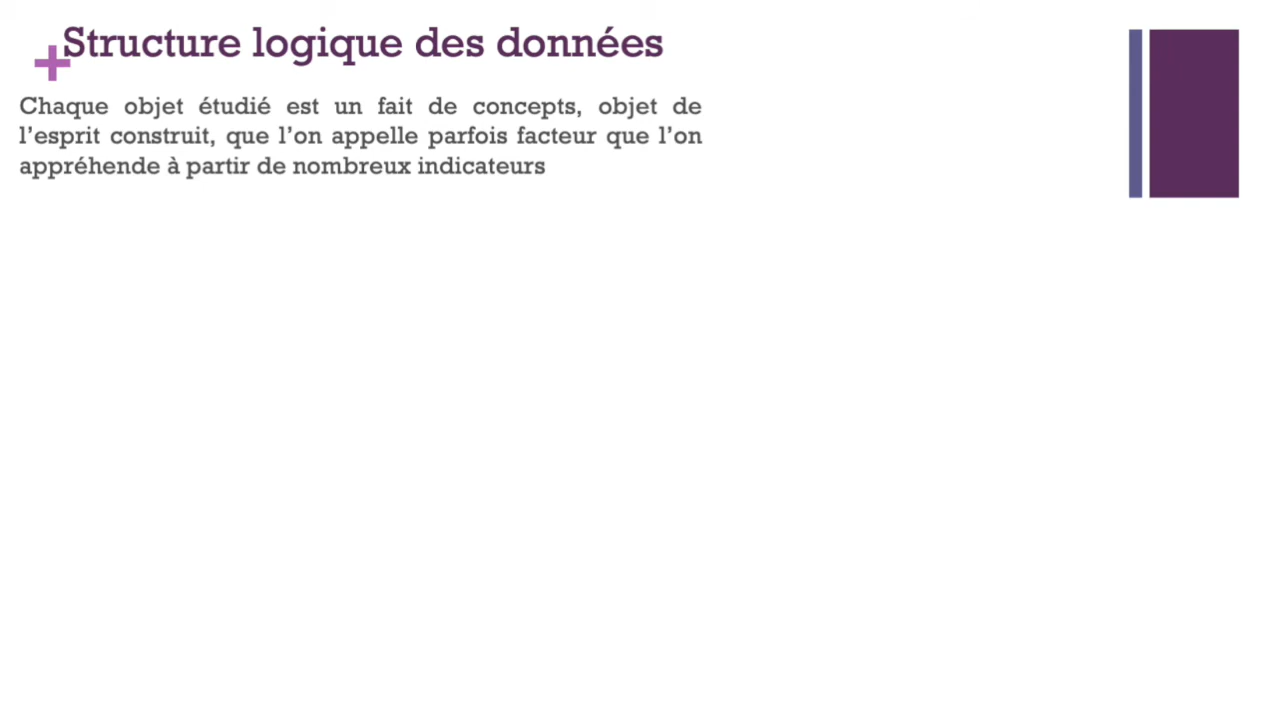 Structure logique des données
Chaque objet étudié est un fait de concepts, objet de
l’esprit construit, que l’on appelle parfois facteur que l’on
appréhende à partir de nombreux indicateurs